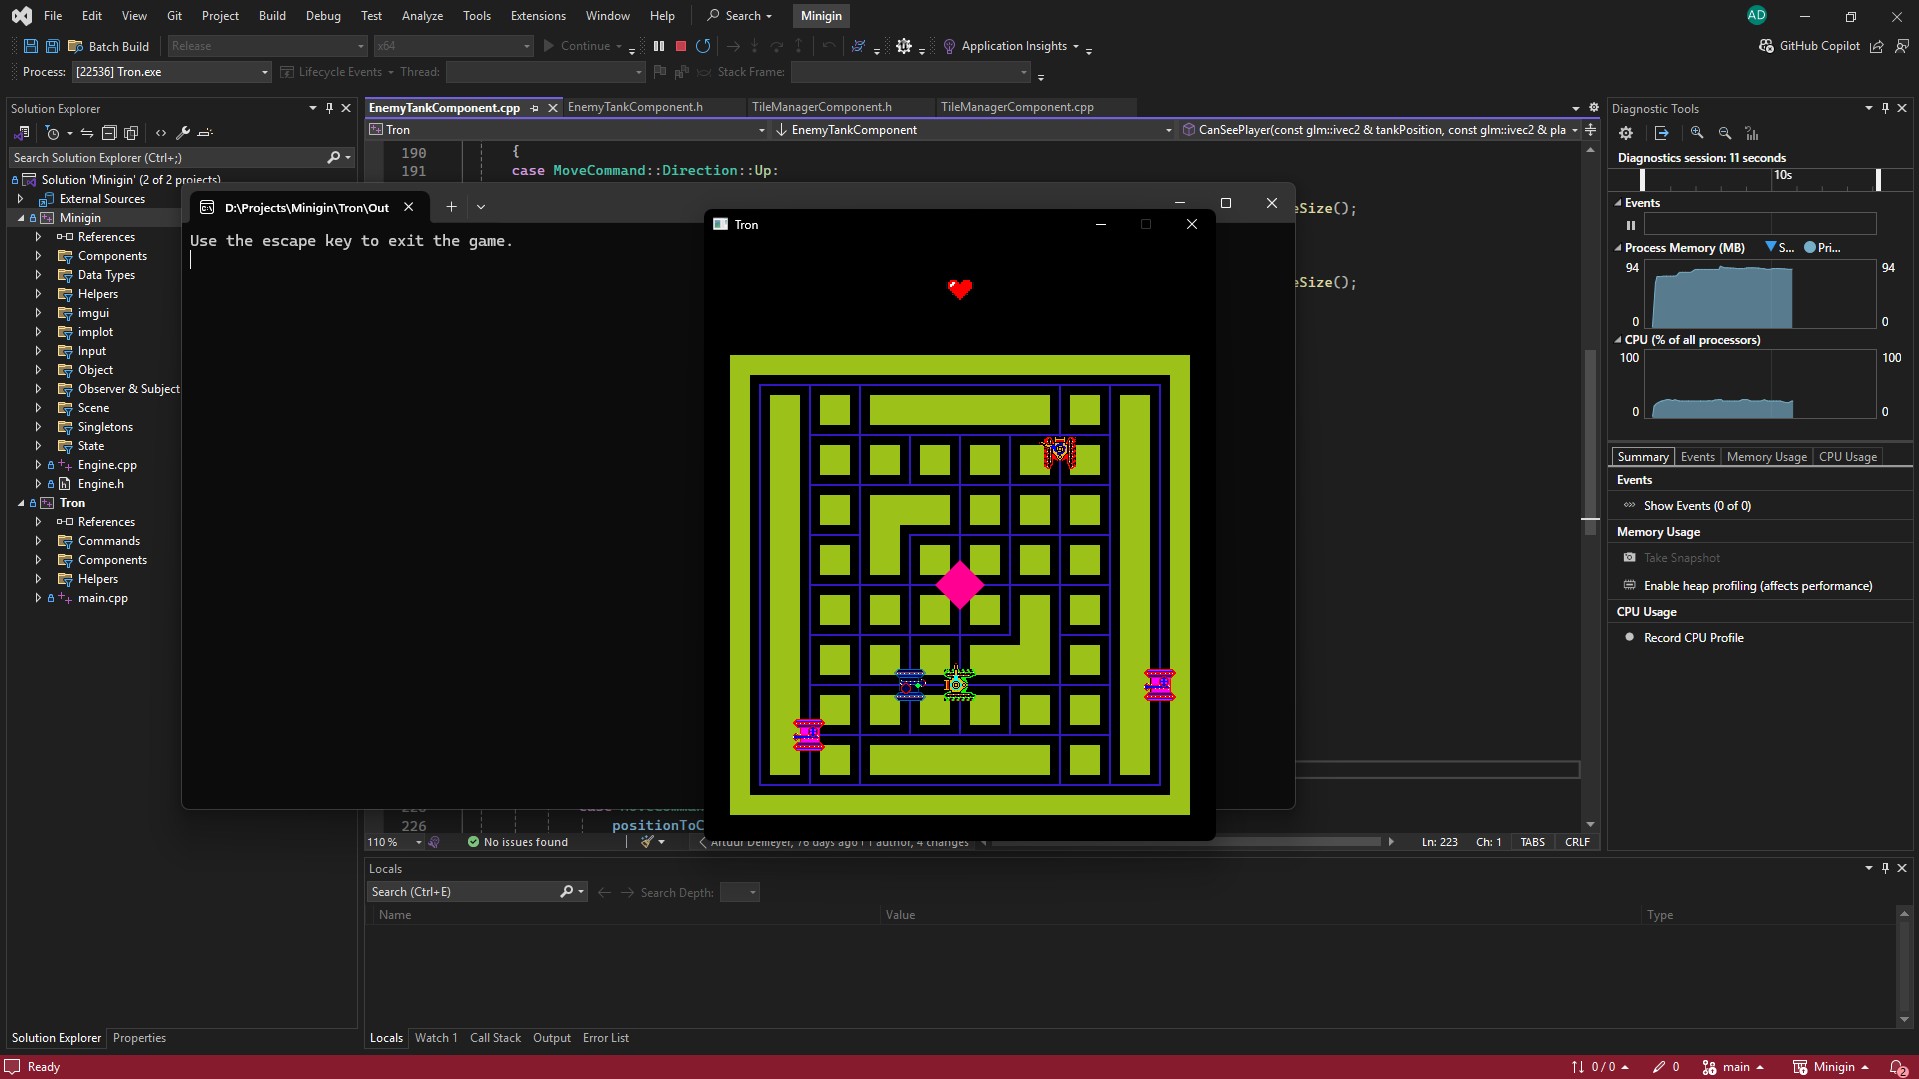 File Edit View Git Project Build Debug Test Analyze Tools Extensions Window Help Search Minigin AD
Batch Build Release x64 Continue Application Insights GitHub Copilot
Process: [22536] Tron.exe Lifecycle Events Thread: Stack Frame:
Solution Explorer
Search Solution Explorer (Ctrl+;)
Solution 'Minigin' (2 of 2 projects)
External Sources
Minigin
References
Components
Data Types
Helpers
imgui
implot
Input
Object
Observer & Subject
Scene
Singletons
State
Engine.cpp
Engine.h
Tron
References
Commands
Components
Helpers
main.cpp
Solution Explorer Properties
EnemyTankComponent.cpp EnemyTankComponent.h TileManagerComponent.h TileManagerComponent.cpp
Tron EnemyTankComponent CanSeePlayer(const glm::ivec2 & tankPosition, const glm::ivec2 & pla
190 {
191 case MoveCommand::Direction::Up:
eSize();
eSize();
D:\Projects\Minigin\Tron\Out
Use the escape key to exit the game.
Tron
226 positionToC
110 % No issues found Artuur Demeyer, 76 days ago | 1 author, 4 changes Ln: 223 Ch: 1 TABS CRLF
Locals
Search (Ctrl+E) Search Depth:
Name Value Type
Locals Watch 1 Call Stack Output Error List
Diagnostic Tools
Diagnostics session: 11 seconds
10s
Events
Process Memory (MB) S... Pri...
94 94
0 0
CPU (% of all processors)
100 100
0 0
Summary Events Memory Usage CPU Usage
Events
Show Events (0 of 0)
Memory Usage
Take Snapshot
Enable heap profiling (affects performance)
CPU Usage
Record CPU Profile
Ready 0 / 0 0 main Minigin 2